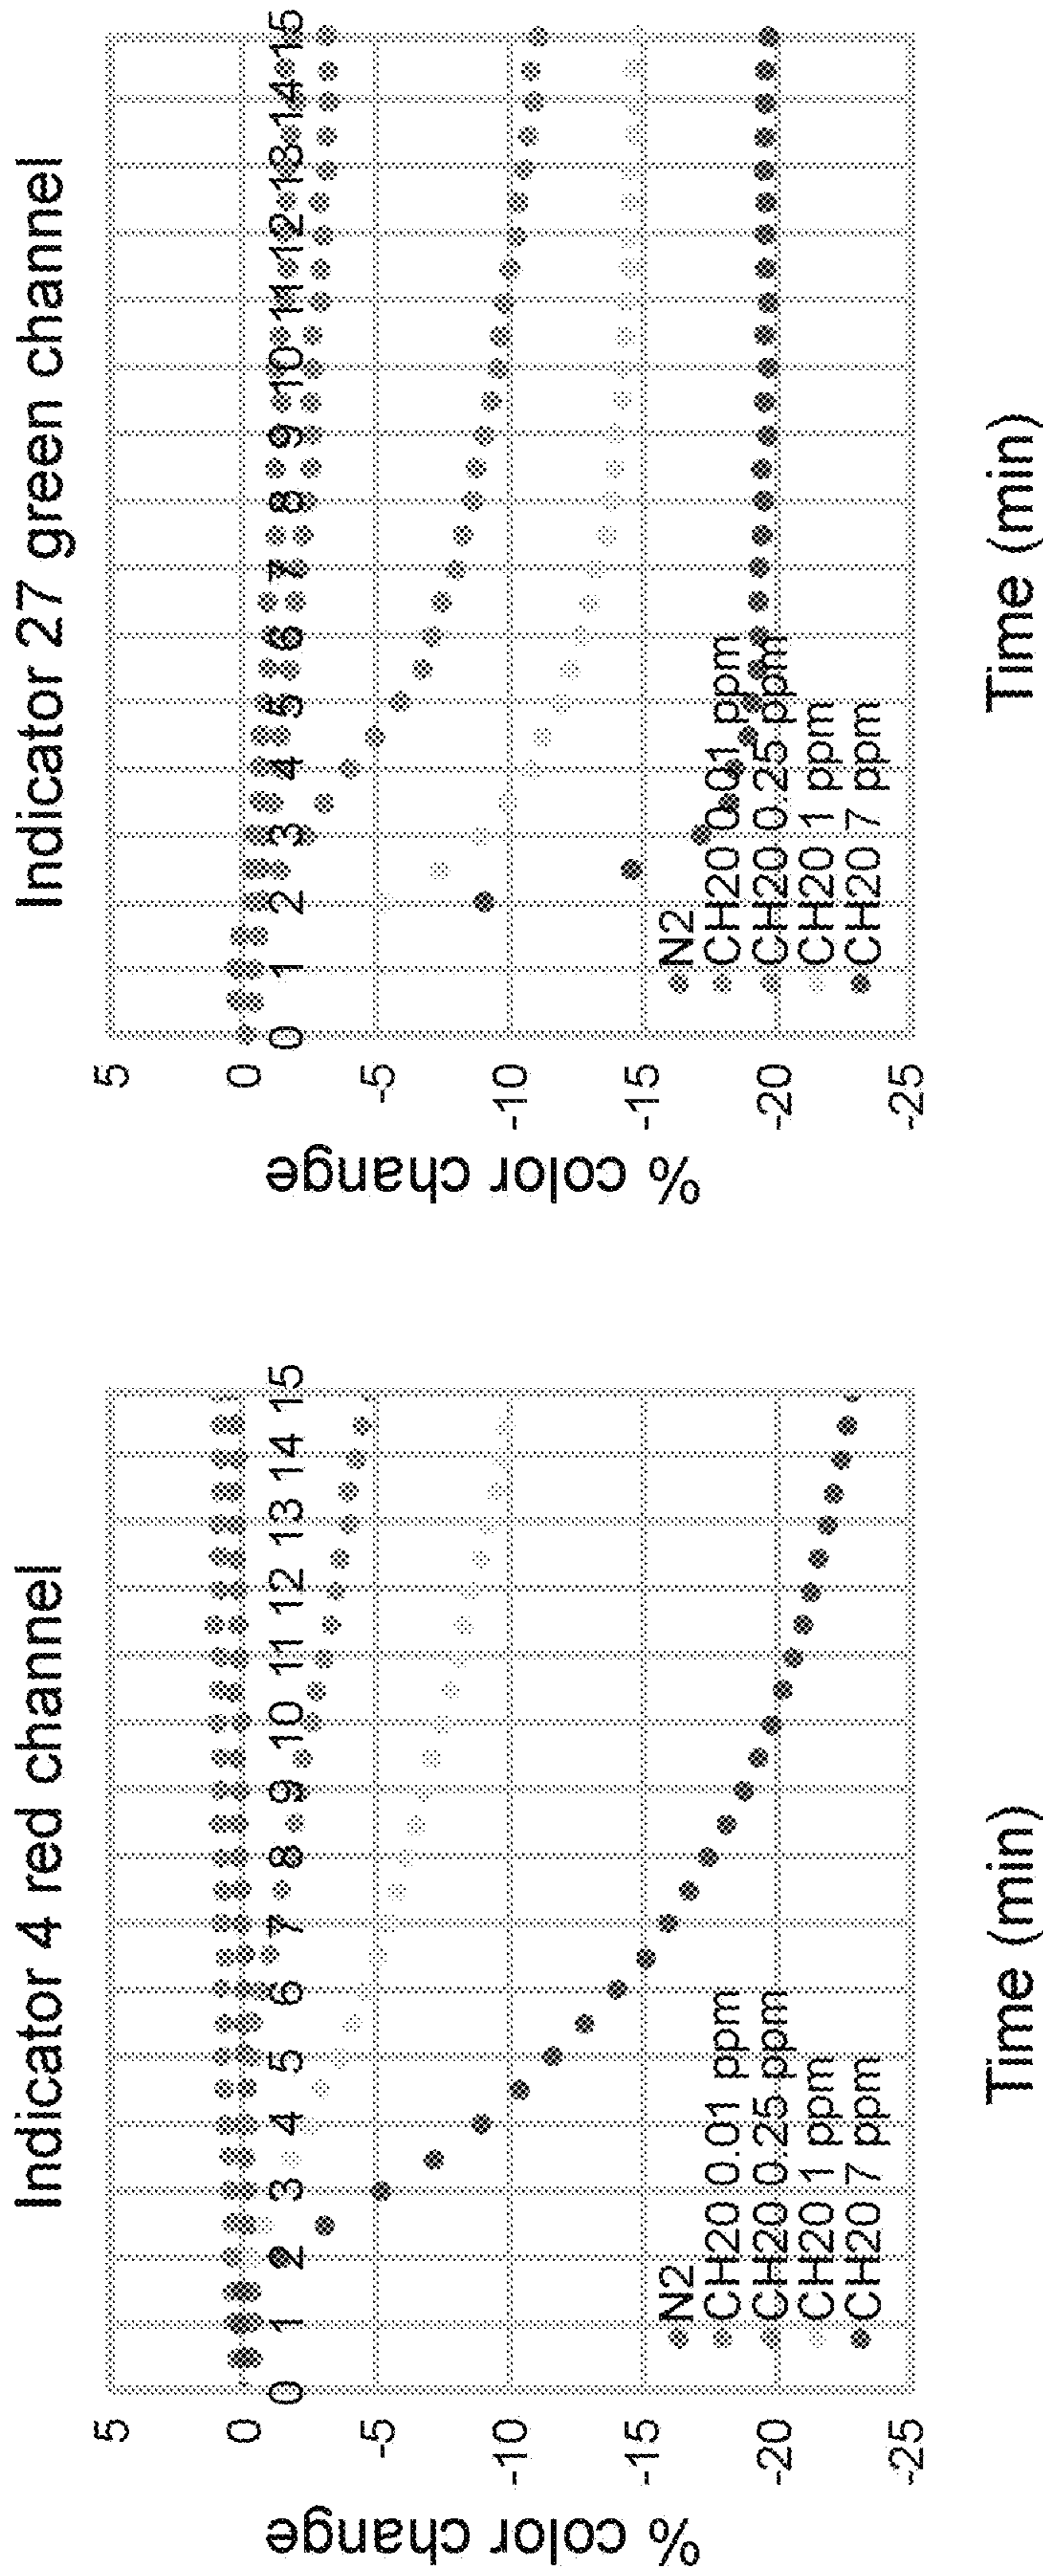 Indicator 4 red channel
5
0
-5
-10
-15
-20
-25
% color change
0 1 2 3 4 5 6 7 8 9 10 11 12 13 14 15
N2
CH20 0.01 ppm
CH20 0.25 ppm
CH20 1 ppm
CH20 7 ppm
Time (min)
Indicator 27 green channel
5
0
-5
-10
-15
-20
-25
% color change
0 1 2 3 4 5 6 7 8 9 10 11 12 13 14 15
N2
CH20 0.01 ppm
CH20 0.25 ppm
CH20 1 ppm
CH20 7 ppm
Time (min)